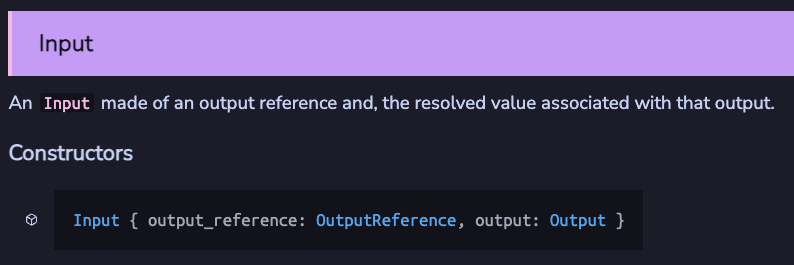 Input
An Input made of an output reference and, the resolved value associated with that output.
Constructors
Input { output_reference: OutputReference, output: Output }